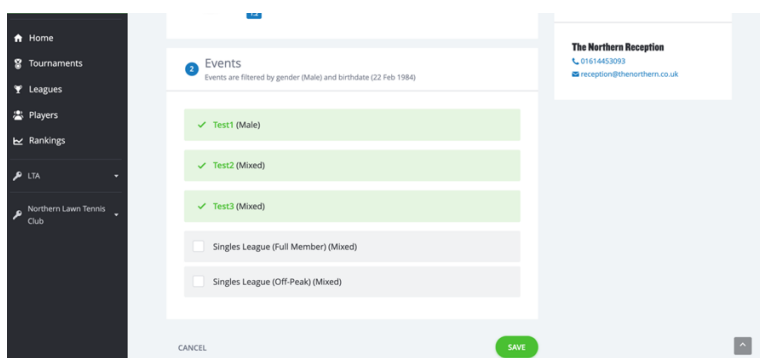 Home
Tournaments
Leagues
Players
Rankings
LTA
Northern Lawn Tennis
Club
2
Events
Events are filtered by gender (Male) and birthdate (22 Feb 1984)
Test1 (Male)
Test2 (Mixed)
Test3 (Mixed)
Singles League (Full Member) (Mixed)
Singles League (Off-Peak) (Mixed)
CANCEL
SAVE
The Northern Reception
01614453093
reception@thenorthern.co.uk